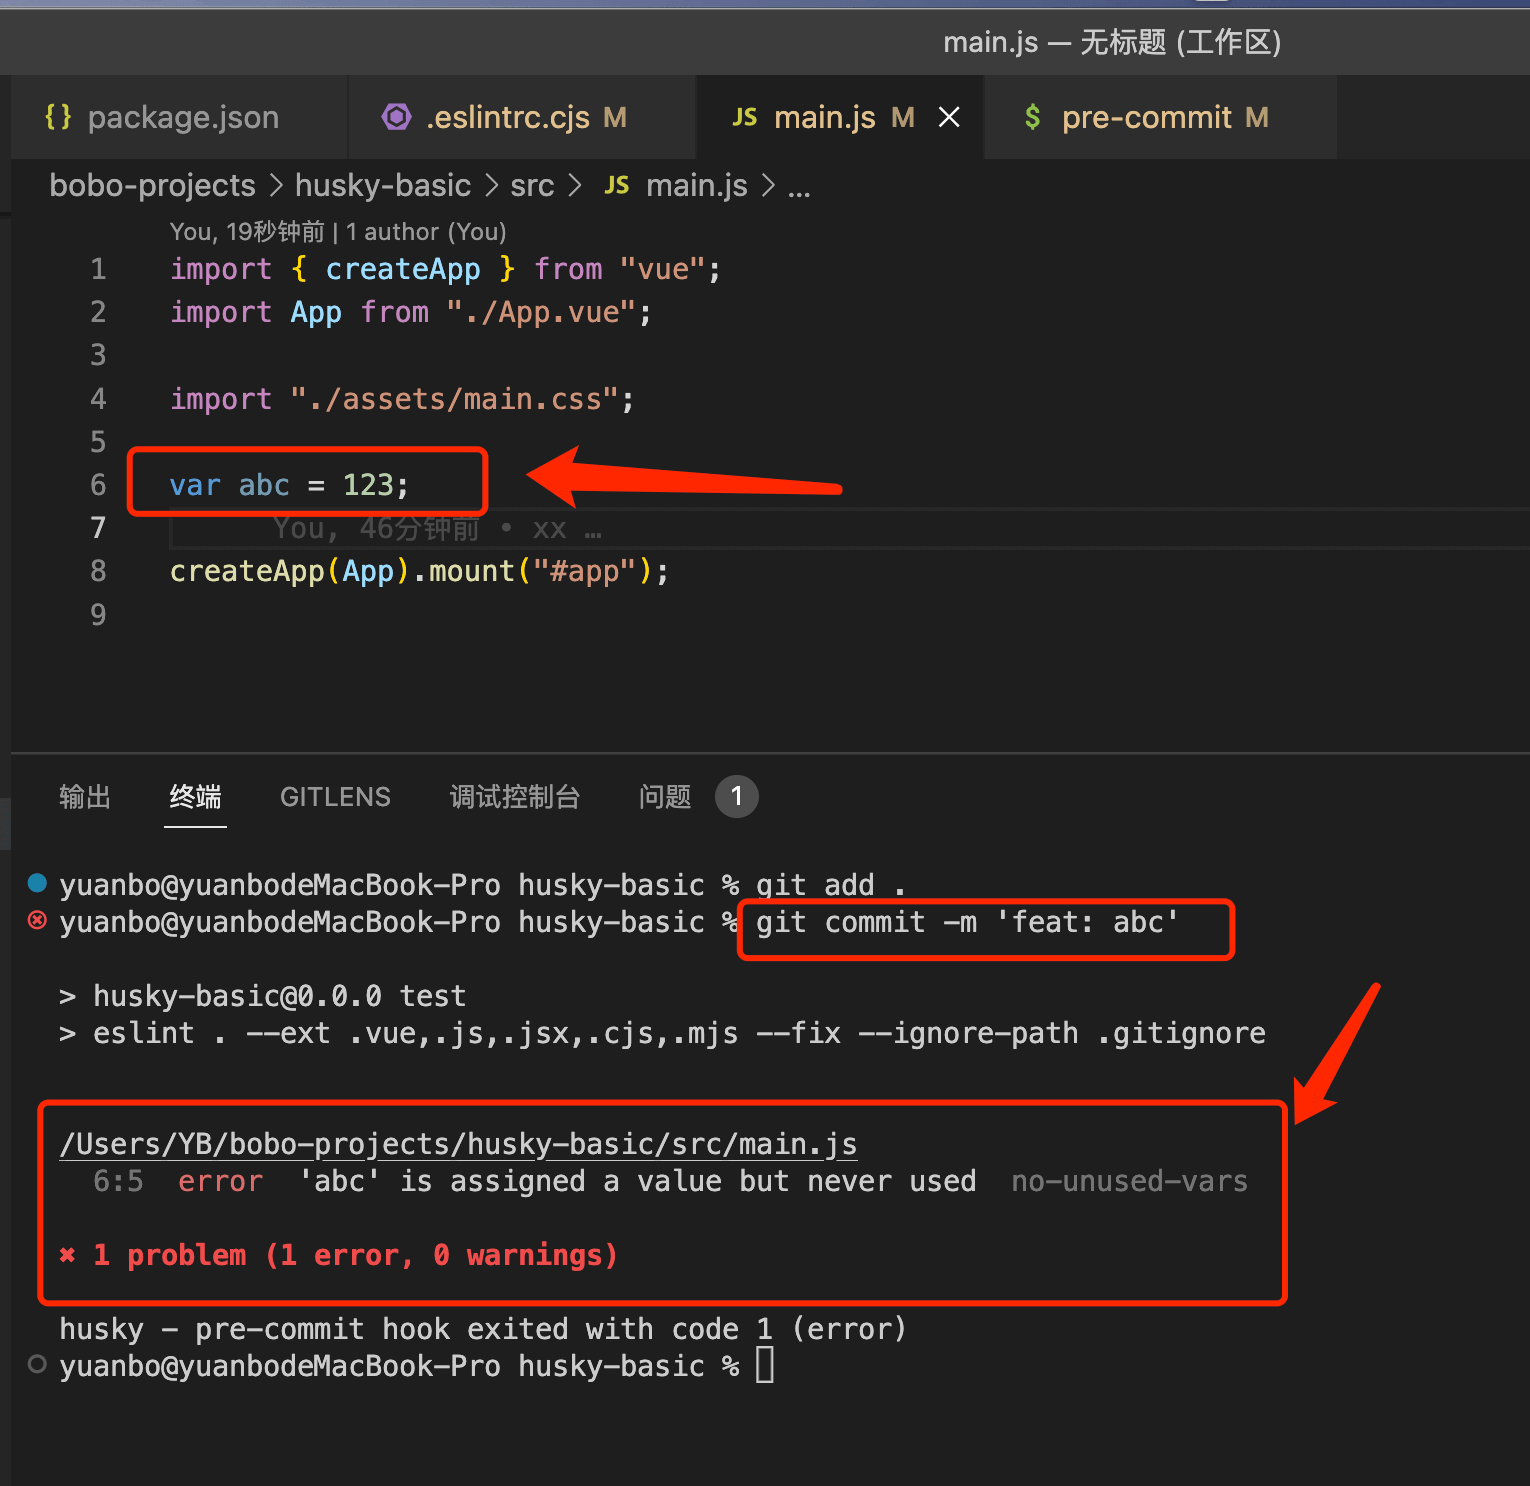 main.js — 无标题 (工作区)
{} package.json
.eslintrc.cjs M
JS main.js M
$ pre-commit M
bobo-projects > husky-basic > src > JS main.js > ...
You, 19秒钟前 | 1 author (You)
1 import { createApp } from "vue";
2 import App from "./App.vue";
3
4 import "./assets/main.css";
5
6 var abc = 123;
7 You, 46分钟前 • xx …
8 createApp(App).mount("#app");
9
输出 终端 GITLENS 调试控制台 问题 1
yuanbo@yuanbodeMacBook-Pro husky-basic % git add .
yuanbo@yuanbodeMacBook-Pro husky-basic % git commit -m 'feat: abc'
> husky-basic@0.0.0 test
> eslint . --ext .vue,.js,.jsx,.cjs,.mjs --fix --ignore-path .gitignore
/Users/YB/bobo-projects/husky-basic/src/main.js
6:5 error 'abc' is assigned a value but never used no-unused-vars
✖ 1 problem (1 error, 0 warnings)
husky - pre-commit hook exited with code 1 (error)
yuanbo@yuanbodeMacBook-Pro husky-basic %